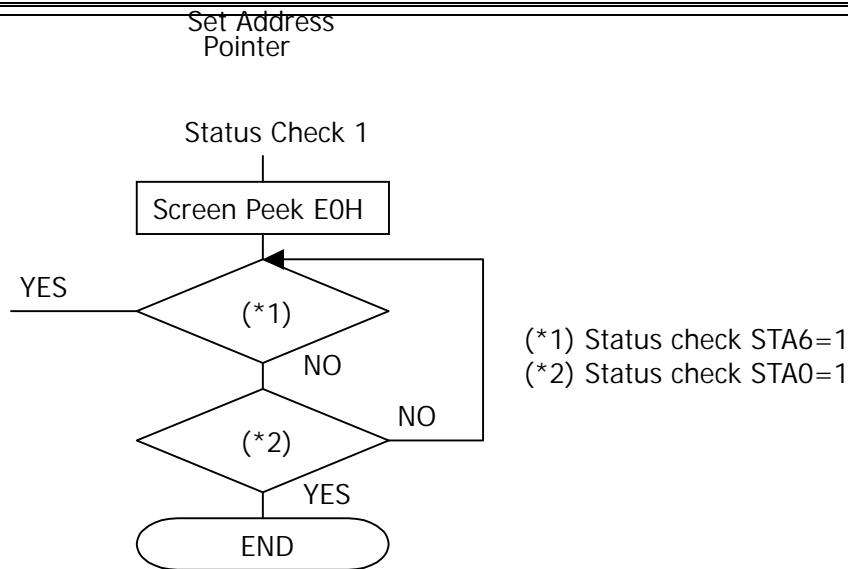 Set Address
Pointer
Status Check 1
Screen Peek E0H
YES
(*1)
(*1) Status check STA6=1
NO
(*2) Status check STA0=1
NO
(*2)
YES
END